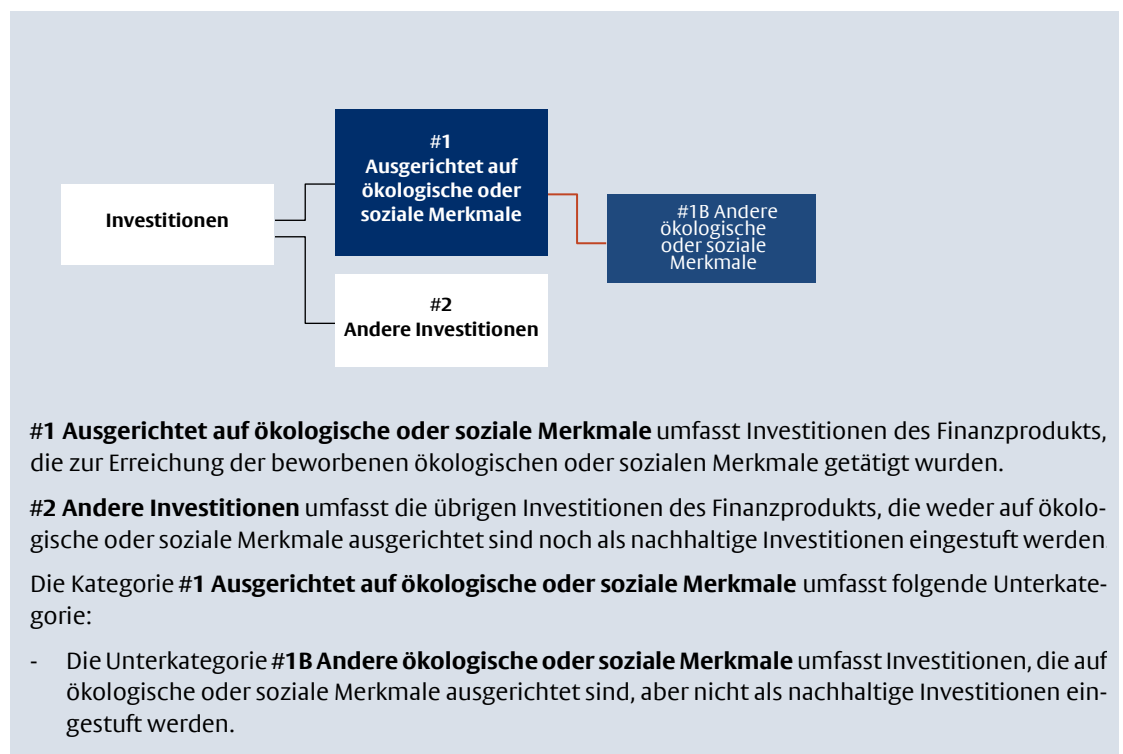 #1
Ausgerichtet auf
ökologische oder
soziale Merkmale
Investitionen
#1B Andere
ökologische
oder soziale
Merkmale
#2
Andere Investitionen
#1 Ausgerichtet auf ökologische oder soziale Merkmale umfasst Investitionen des Finanzprodukts,
die zur Erreichung der beworbenen ökologischen oder sozialen Merkmale getätigt wurden.
#2 Andere Investitionen umfasst die übrigen Investitionen des Finanzprodukts, die weder auf ökolo-
gische oder soziale Merkmale ausgerichtet sind noch als nachhaltige Investitionen eingestuft werden.
Die Kategorie #1 Ausgerichtet auf ökologische oder soziale Merkmale umfasst folgende Unterkate-
gorie:
- Die Unterkategorie #1B Andere ökologische oder soziale Merkmale umfasst Investitionen, die auf
ökologische oder soziale Merkmale ausgerichtet sind, aber nicht als nachhaltige Investitionen ein-
gestuft werden.